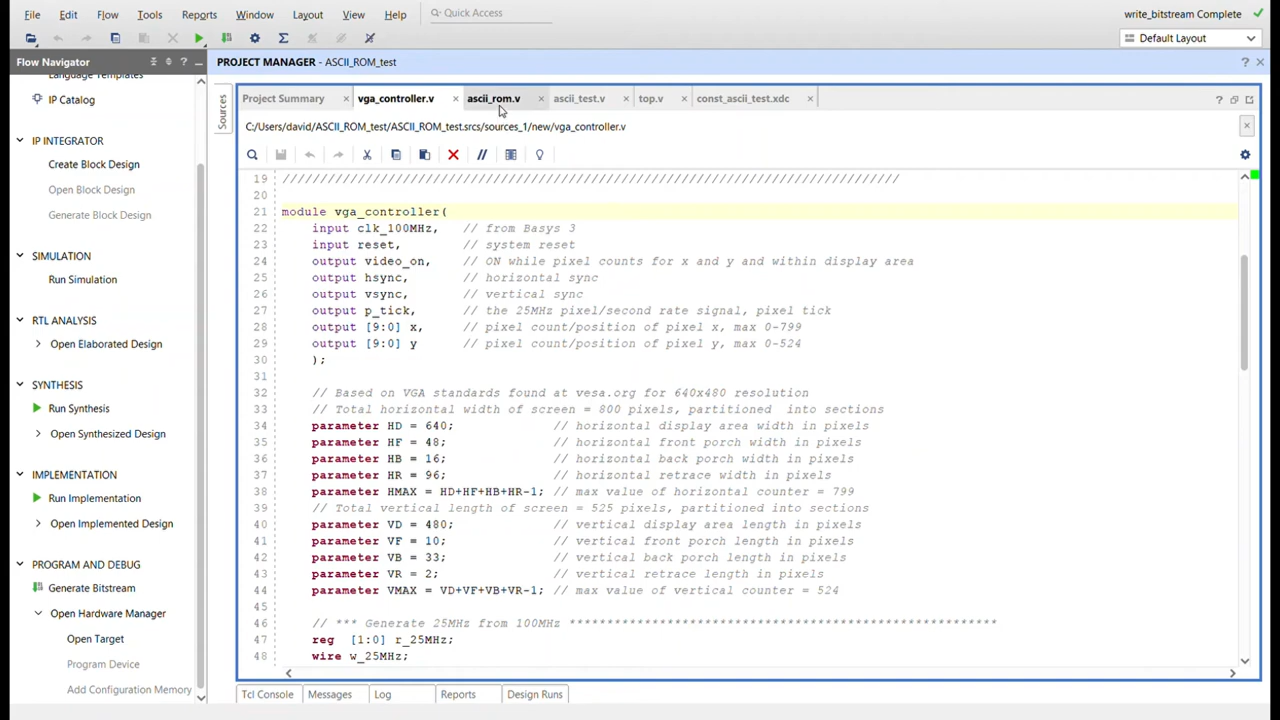 File Edit Flow Tools Reports Window Layout View Help Quick Access write_bitstream Complete
Default Layout
Flow Navigator
PROJECT MANAGER - ASCII_ROM_test
Language Templates
IP Catalog
IP INTEGRATOR
Create Block Design
Open Block Design
Generate Block Design
SIMULATION
Run Simulation
RTL ANALYSIS
Open Elaborated Design
SYNTHESIS
Run Synthesis
Open Synthesized Design
IMPLEMENTATION
Run Implementation
Open Implemented Design
PROGRAM AND DEBUG
Generate Bitstream
Open Hardware Manager
Open Target
Program Device
Add Configuration Memory
Sources
Project Summary vga_controller.v ascii_rom.v ascii_test.v top.v const_ascii_test.xdc
C:/Users/david/ASCII_ROM_test/ASCII_ROM_test.srcs/sources_1/new/vga_controller.v
19 //////////////////////////////////////////////////////////////////////////////////
20
21 module vga_controller(
22 input clk_100MHz, // from Basys 3
23 input reset, // system reset
24 output video_on, // ON while pixel counts for x and y and within display area
25 output hsync, // horizontal sync
26 output vsync, // vertical sync
27 output p_tick, // the 25MHz pixel/second rate signal, pixel tick
28 output [9:0] x, // pixel count/position of pixel x, max 0-799
29 output [9:0] y // pixel count/position of pixel y, max 0-524
30 );
31
32 // Based on VGA standards found at vesa.org for 640x480 resolution
33 // Total horizontal width of screen = 800 pixels, partitioned into sections
34 parameter HD = 640; // horizontal display area width in pixels
35 parameter HF = 48; // horizontal front porch width in pixels
36 parameter HB = 16; // horizontal back porch width in pixels
37 parameter HR = 96; // horizontal retrace width in pixels
38 parameter HMAX = HD+HF+HB+HR-1; // max value of horizontal counter = 799
39 // Total vertical length of screen = 525 pixels, partitioned into sections
40 parameter VD = 480; // vertical display area length in pixels
41 parameter VF = 10; // vertical front porch length in pixels
42 parameter VB = 33; // vertical back porch length in pixels
43 parameter VR = 2; // vertical retrace length in pixels
44 parameter VMAX = VD+VF+VB+VR-1; // max value of vertical counter = 524
45
46 // *** Generate 25MHz from 100MHz *********************************************************
47 reg [1:0] r_25MHz;
48 wire w_25MHz;
Tcl Console Messages Log Reports Design Runs